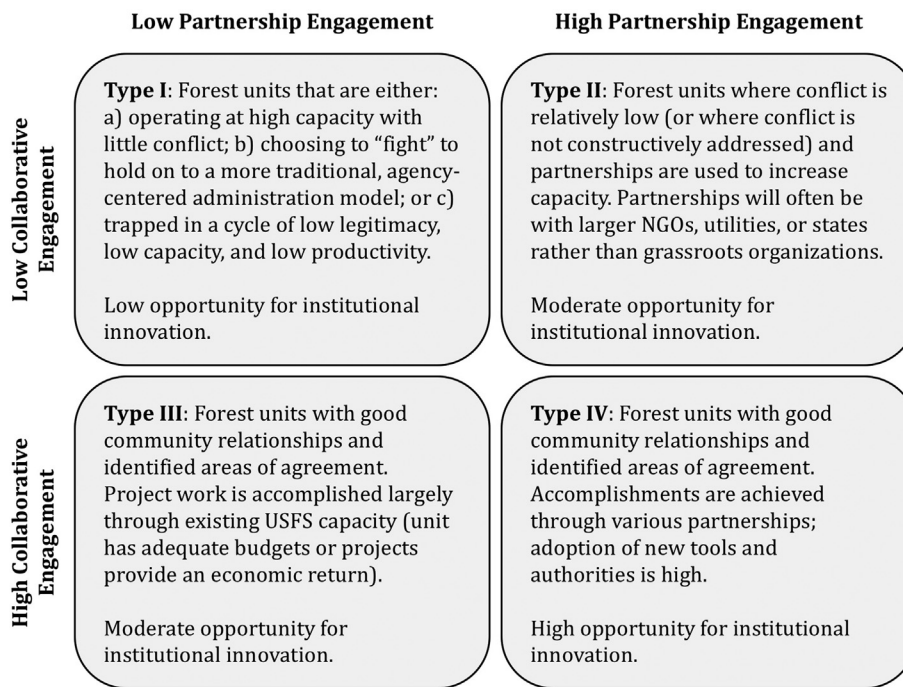 Low Partnership Engagement
High Partnership Engagement
Low Collaborative
Engagement
Type I: Forest units that are either:
a) operating at high capacity with
little conflict; b) choosing to “fight” to
hold on to a more traditional, agency-
centered administration model; or c)
trapped in a cycle of low legitimacy,
low capacity, and low productivity.
Low opportunity for institutional
innovation.
Type II: Forest units where conflict is
relatively low (or where conflict is
not constructively addressed) and
partnerships are used to increase
capacity. Partnerships will often be
with larger NGOs, utilities, or states
rather than grassroots organizations.
Moderate opportunity for
institutional innovation.
High Collaborative
Engagement
Type III: Forest units with good
community relationships and
identified areas of agreement.
Project work is accomplished largely
through existing USFS capacity (unit
has adequate budgets or projects
provide an economic return).
Moderate opportunity for
institutional innovation.
Type IV: Forest units with good
community relationships and
identified areas of agreement.
Accomplishments are achieved
through various partnerships;
adoption of new tools and
authorities is high.
High opportunity for institutional
innovation.